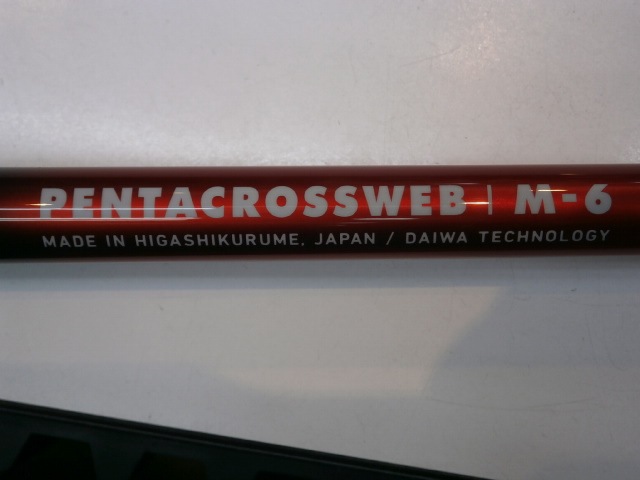 PENTACROSSWEB | M-6
MADE IN HIGASHIKURUME, JAPAN / DAIWA TECHNOLOGY